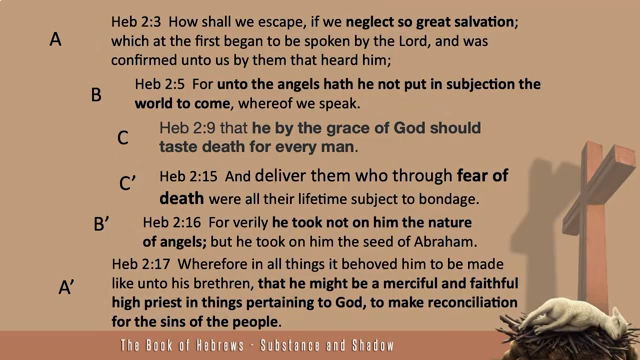 A
Heb 2:3 How shall we escape, if we neglect so great salvation;
which at the first began to be spoken by the Lord, and was
confirmed unto us by them that heard him;
B
Heb 2:5 For unto the angels hath he not put in subjection the
world to come, whereof we speak.
C
Heb 2:9 that he by the grace of God should
taste death for every man.
C’
Heb 2:15 And deliver them who through fear of
death were all their lifetime subject to bondage.
B’
Heb 2:16 For verily he took not on him the nature
of angels; but he took on him the seed of Abraham.
A’
Heb 2:17 Wherefore in all things it behoved him to be made
like unto his brethren, that he might be a merciful and faithful
high priest in things pertaining to God, to make reconciliation
for the sins of the people.
The Book of Hebrews - Substance and Shadow